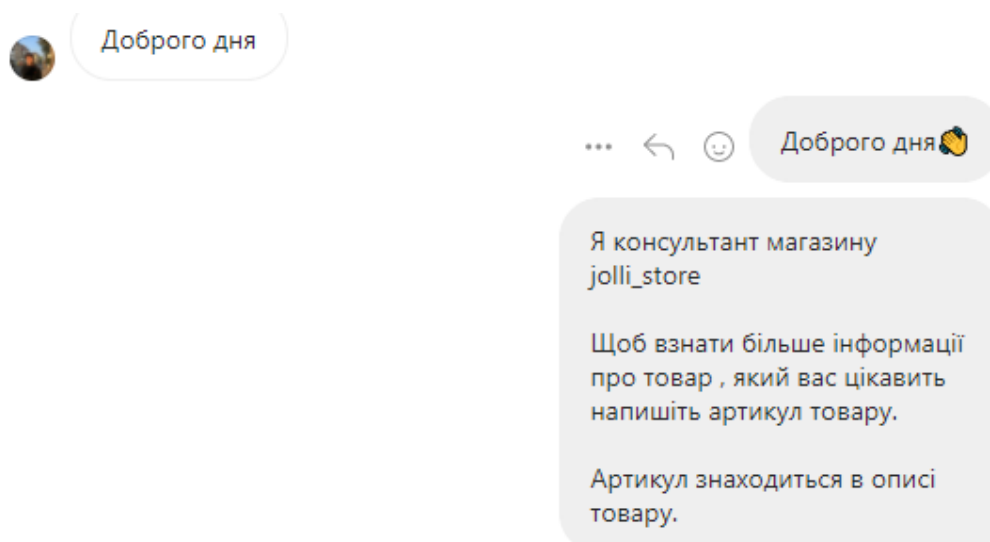 Доброго дня
Доброго дня👏
Я консультант магазину
jolli_store
Щоб взнати більше інформації
про товар , який вас цікавить
напишіть артикул товару.
Артикул знаходиться в описі
товару.